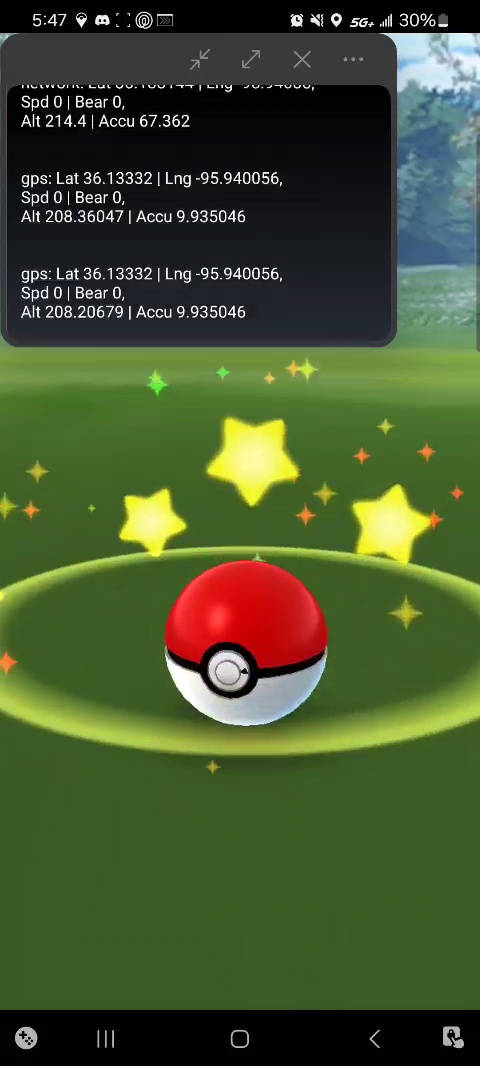 5:47
5G+
30%
Spd 0 | Bear 0,
Alt 214.4 | Accu 67.362
gps: Lat 36.13332 | Lng -95.940056,
Spd 0 | Bear 0,
Alt 208.36047 | Accu 9.935046
gps: Lat 36.13332 | Lng -95.940056,
Spd 0 | Bear 0,
Alt 208.20679 | Accu 9.935046